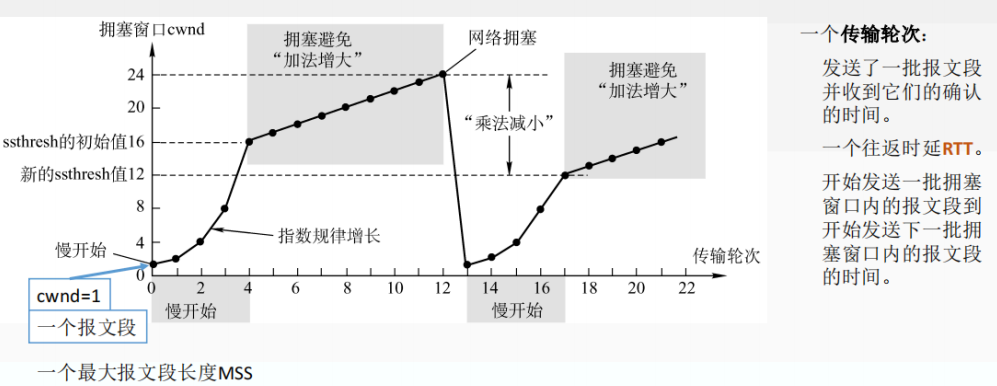 拥塞窗口cwnd
拥塞避免
“加法增大”
网络拥塞
24
20
ssthresh的初始值16
新的ssthresh值12
8
4
0
“乘法减小”
拥塞避免
“加法增大”
指数规律增长
慢开始
传输轮次
0 2 4 6 8 10 12 14 16 18 20 22
慢开始
慢开始
cwnd=1
一个报文段
一个最大报文段长度MSS
一个传输轮次：
发送了一批报文段
并收到它们的确认
的时间。
一个往返时延RTT。
开始发送一批拥塞
窗口内的报文段到
开始发送下一批拥
塞窗口内的报文段
的时间。